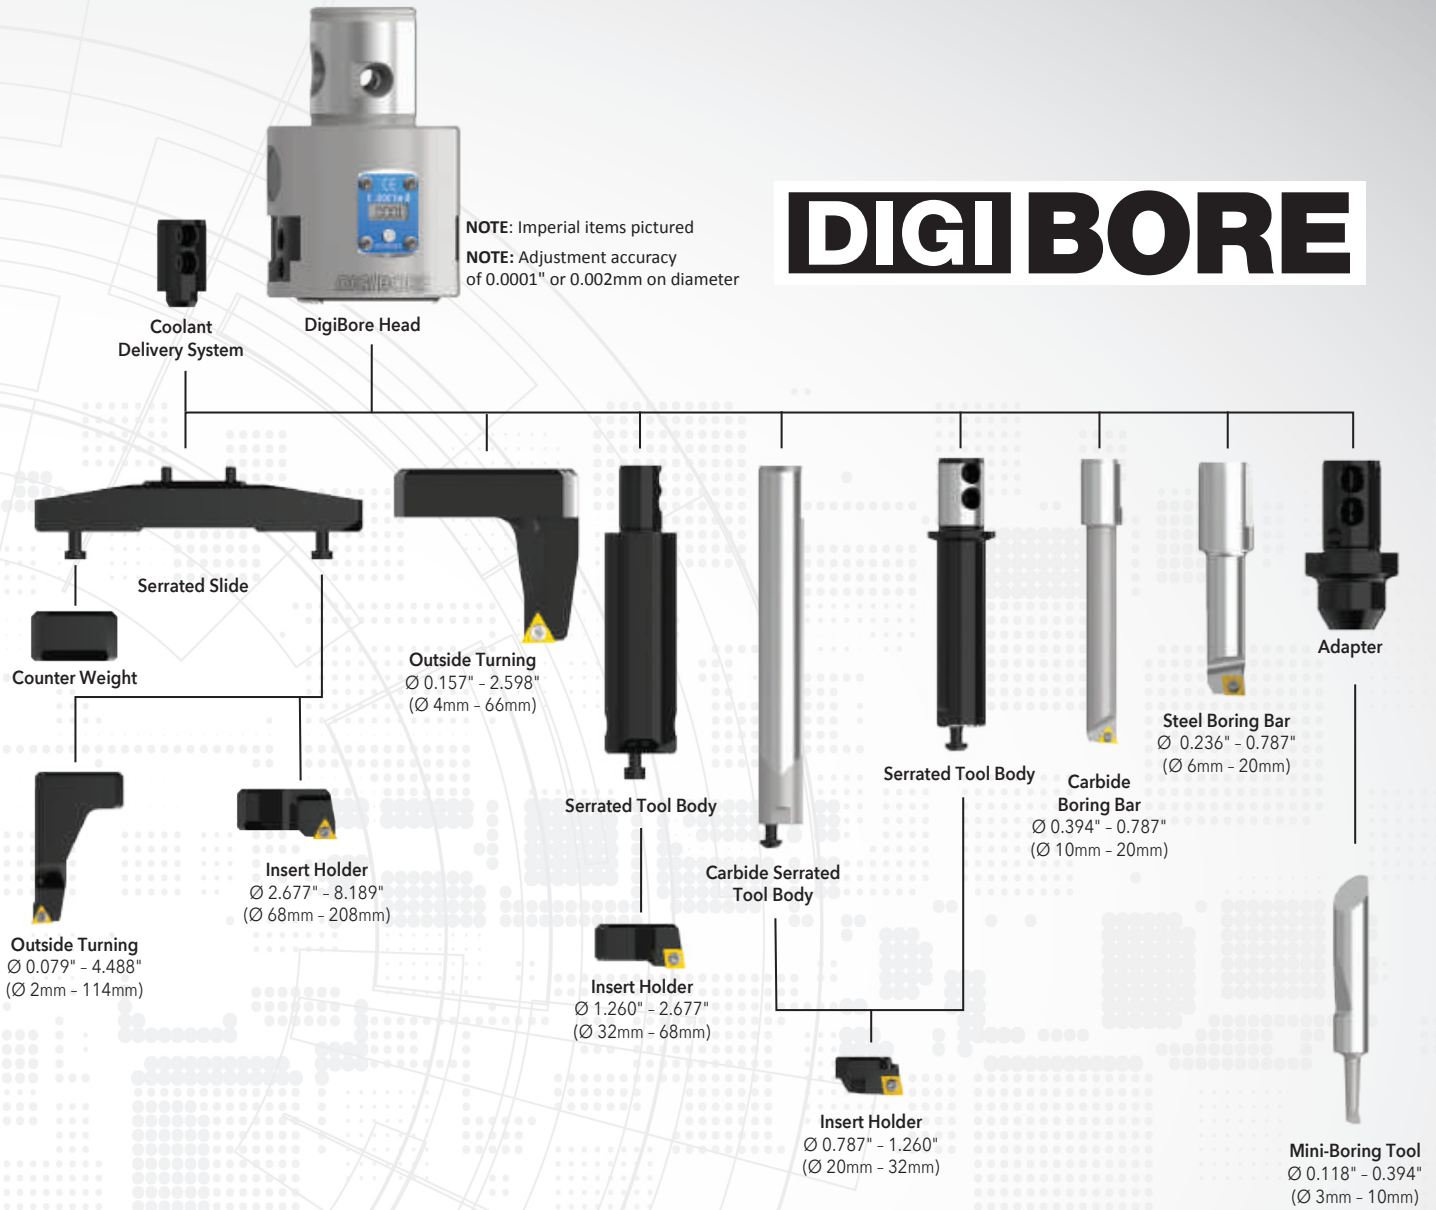 NOTE: Imperial items pictured
NOTE: Adjustment accuracy
of 0.0001" or 0.002mm on diameter
DIGI BORE
DIGIBORE
Coolant
Delivery System
DigiBore Head
Serrated Slide
Counter Weight
Outside Turning
Ø 0.157" – 2.598"
(Ø 4mm – 66mm)
Serrated Tool Body
Carbide Serrated
Tool Body
Serrated Tool Body
Carbide
Boring Bar
Ø 0.394" – 0.787"
(Ø 10mm – 20mm)
Steel Boring Bar
Ø 0.236" – 0.787"
(Ø 6mm – 20mm)
Adapter
Outside Turning
Ø 0.079" – 4.488"
(Ø 2mm – 114mm)
Insert Holder
Ø 2.677" – 8.189"
(Ø 68mm – 208mm)
Insert Holder
Ø 1.260" – 2.677"
(Ø 32mm – 68mm)
Insert Holder
Ø 0.787" – 1.260"
(Ø 20mm – 32mm)
Mini-Boring Tool
Ø 0.118" – 0.394"
(Ø 3mm – 10mm)